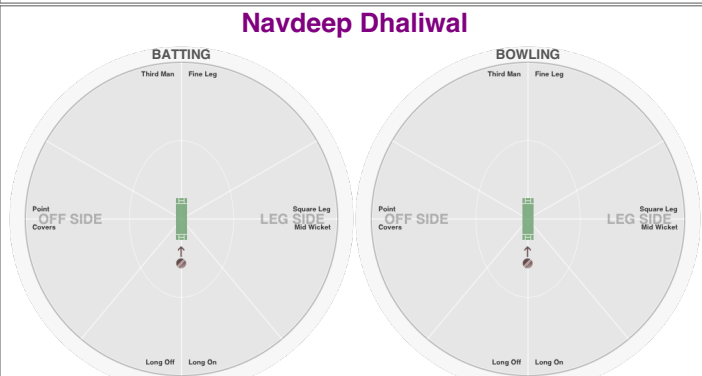 Navdeep Dhaliwal
BATTING
Third Man Fine Leg
Point
OFF SIDE
Covers
Square Leg
LEG SIDE
Mid Wicket
Long Off Long On
BOWLING
Third Man Fine Leg
Point
OFF SIDE
Covers
Square Leg
LEG SIDE
Mid Wicket
Long Off Long On